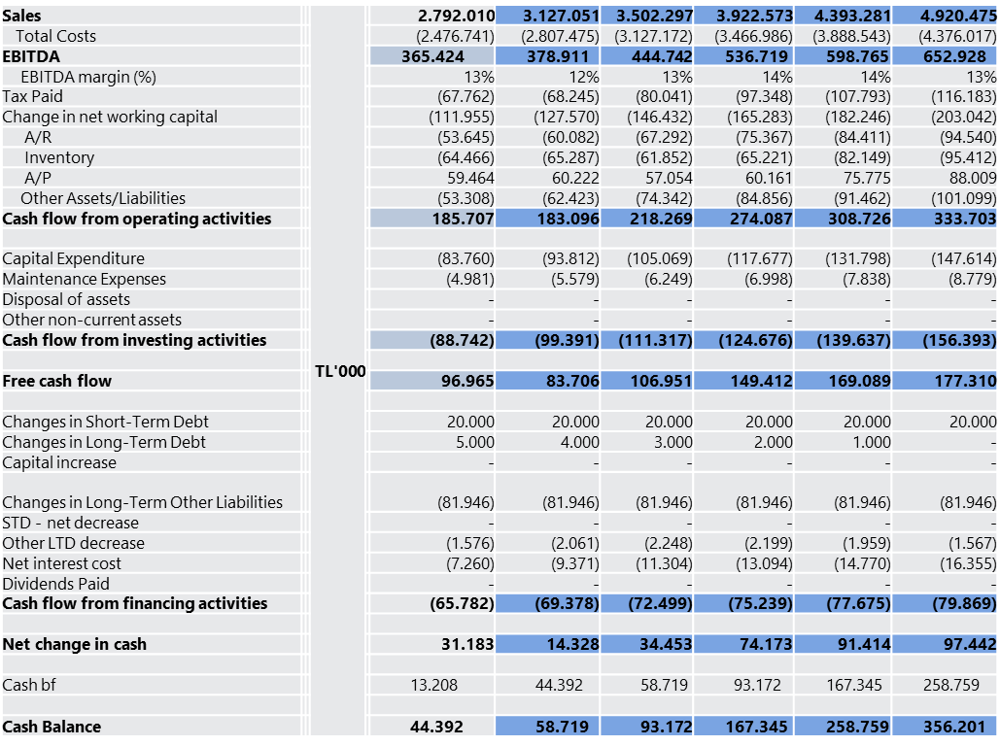 Sales 2.792.010 3.127.051 3.502.297 3.922.573 4.393.281 4.920.475
Total Costs (2.476.741) (2.807.475) (3.127.172) (3.466.986) (3.888.543) (4.376.017)
EBITDA 365.424 378.911 444.742 536.719 598.765 652.928
EBITDA margin (%) 13% 12% 13% 14% 14% 13%
Tax Paid (67.762) (68.245) (80.041) (97.348) (107.793) (116.183)
Change in net working capital (111.955) (127.570) (146.432) (165.283) (182.246) (203.042)
A/R (53.645) (60.082) (67.292) (75.367) (84.411) (94.540)
Inventory (64.466) (65.287) (61.852) (65.221) (82.149) (95.412)
A/P 59.464 60.222 57.054 60.161 75.775 88.009
Other Assets/Liabilities (53.308) (62.423) (74.342) (84.856) (91.462) (101.099)
Cash flow from operating activities 185.707 183.096 218.269 274.087 308.726 333.703
Capital Expenditure (83.760) (93.812) (105.069) (117.677) (131.798) (147.614)
Maintenance Expenses (4.981) (5.579) (6.249) (6.998) (7.838) (8.779)
Disposal of assets - - - - - -
Other non-current assets - - - - - -
Cash flow from investing activities (88.742) (99.391) (111.317) (124.676) (139.637) (156.393)
TL'000
Free cash flow 96.965 83.706 106.951 149.412 169.089 177.310
Changes in Short-Term Debt 20.000 20.000 20.000 20.000 20.000 20.000
Changes in Long-Term Debt 5.000 4.000 3.000 2.000 1.000 -
Capital increase - - - - - -
Changes in Long-Term Other Liabilities (81.946) (81.946) (81.946) (81.946) (81.946) (81.946)
STD - net decrease - - - - - -
Other LTD decrease (1.576) (2.061) (2.248) (2.199) (1.959) (1.567)
Net interest cost (7.260) (9.371) (11.304) (13.094) (14.770) (16.355)
Dividends Paid - - - - - -
Cash flow from financing activities (65.782) (69.378) (72.499) (75.239) (77.675) (79.869)
Net change in cash 31.183 14.328 34.453 74.173 91.414 97.442
Cash bf 13.208 44.392 58.719 93.172 167.345 258.759
Cash Balance 44.392 58.719 93.172 167.345 258.759 356.201